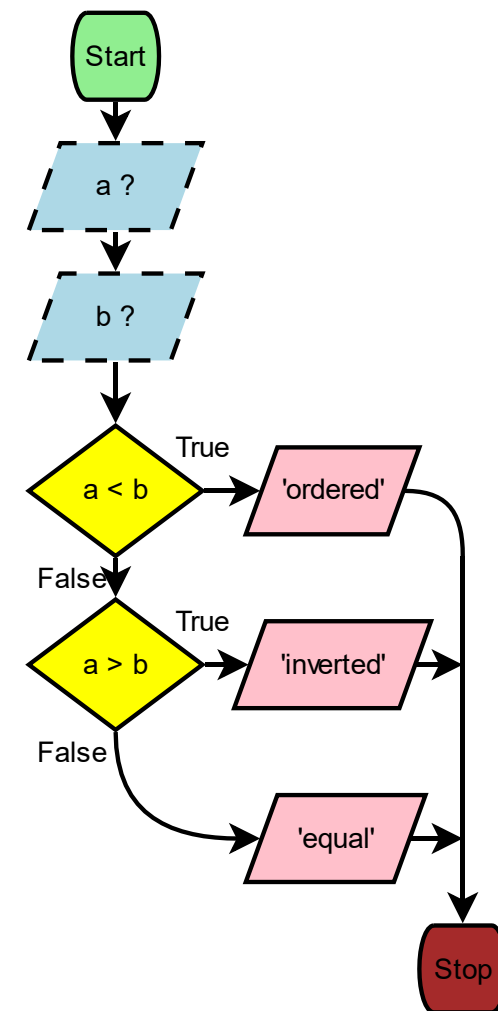 Start
a ?
b ?
a < b
True
'ordered'
False
a > b
True
'inverted'
False
'equal'
Stop